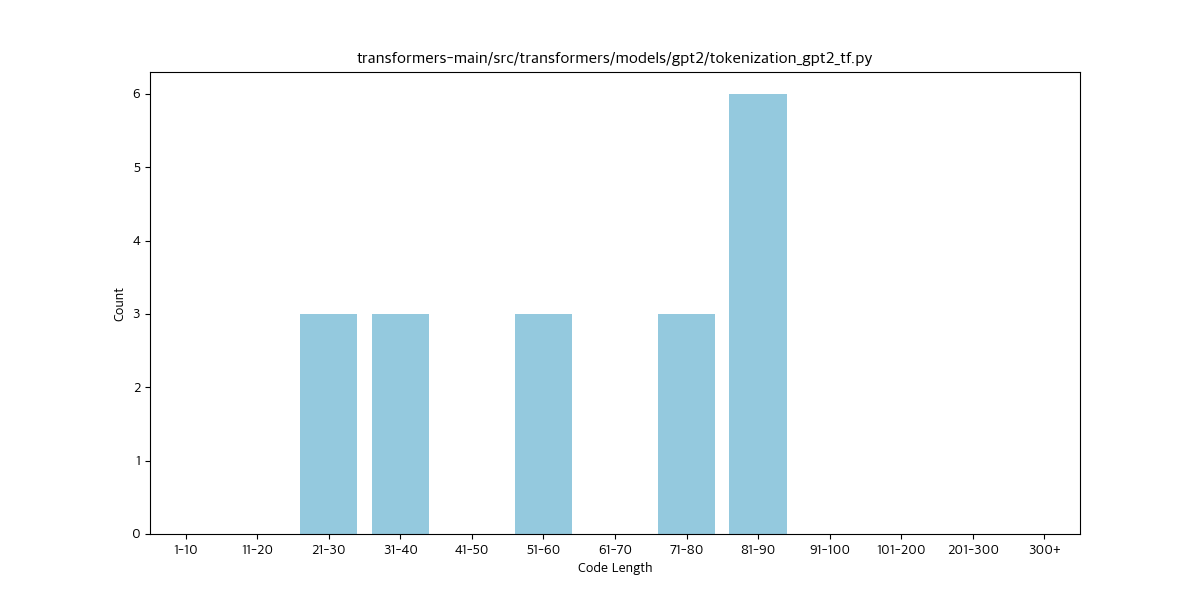 transformers-main/src/transformers/models/gpt2/tokenization_gpt2_tf.py
6
5
4
3
2
1
0
Count
1-10 11-20 21-30 31-40 41-50 51-60 61-70 71-80 81-90 91-100 101-200 201-300 300+
Code Length